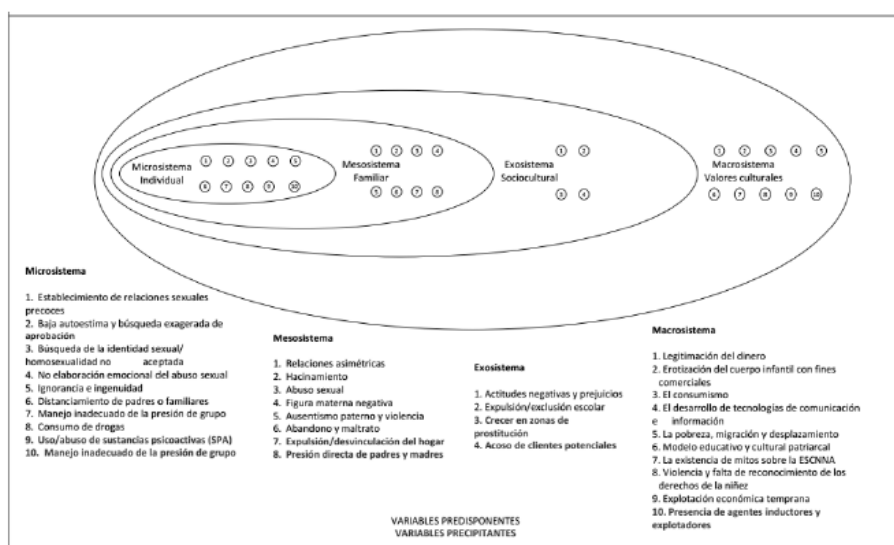 Microsistema
Individual
1 2 3 4 5
6 7 8 9 10
Mesosistema
Familiar
1 2 3 4
5 6 7 8
Exosistema
Sociocultural
1 2
3 4
Macrosistema
Valores culturales
1 2 3 4 5
6 7 8 9 10
Microsistema
1. Establecimiento de relaciones sexuales
precoces
2. Baja autoestima y búsqueda exagerada de
aprobación
3. Búsqueda de la identidad sexual/
homosexualidad no aceptada
4. No elaboración emocional del abuso sexual
5. Ignorancia e ingenuidad
6. Distanciamiento de padres o familiares
7. Manejo inadecuado de la presión de grupo
8. Consumo de drogas
9. Uso/abuso de sustancias psicoactivas (SPA)
10. Manejo inadecuado de la presión de grupo
Mesosistema
1. Relaciones asimétricas
2. Hacinamiento
3. Abuso sexual
4. Figura materna negativa
5. Ausentismo paterno y violencia
6. Abandono y maltrato
7. Expulsión/desvinculación del hogar
8. Presión directa de padres y madres
Exosistema
1. Actitudes negativas y prejuicios
2. Expulsión/exclusión escolar
3. Crecer en zonas de
prostitución
4. Acoso de clientes potenciales
Macrosistema
1. Legitimación del dinero
2. Erotización del cuerpo infantil con fines
comerciales
3. El consumismo
4. El desarrollo de tecnologías de comunicación
e información
5. La pobreza, migración y desplazamiento
6. Modelo educativo y cultural patriarcal
7. La existencia de mitos sobre la ESCNNA
8. Violencia y falta de reconocimiento de los
derechos de la niñez
9. Explotación económica temprana
10. Presencia de agentes inductores y
explotadores
VARIABLES PREDISPONENTES
VARIABLES PRECIPITANTES